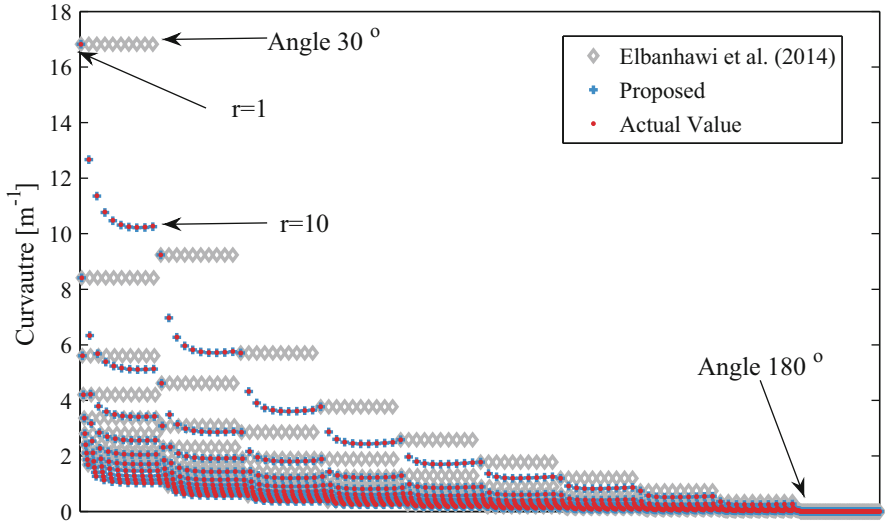 18
16
14
12
10
8
6
4
2
0
Curvautre [m⁻¹]
Angle 30 º
r=1
r=10
Angle 180 º
Elbanhawi et al. (2014)
Proposed
Actual Value